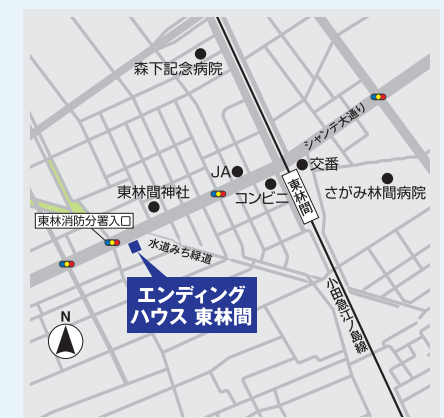 森下記念病院
シャンテ大通り
JA
交番
コンビニ
東林間
さがみ林間病院
東林間神社
東林消防分署入口
水道みち緑道
エンディング
ハウス 東林間
小田急江ノ島線
N